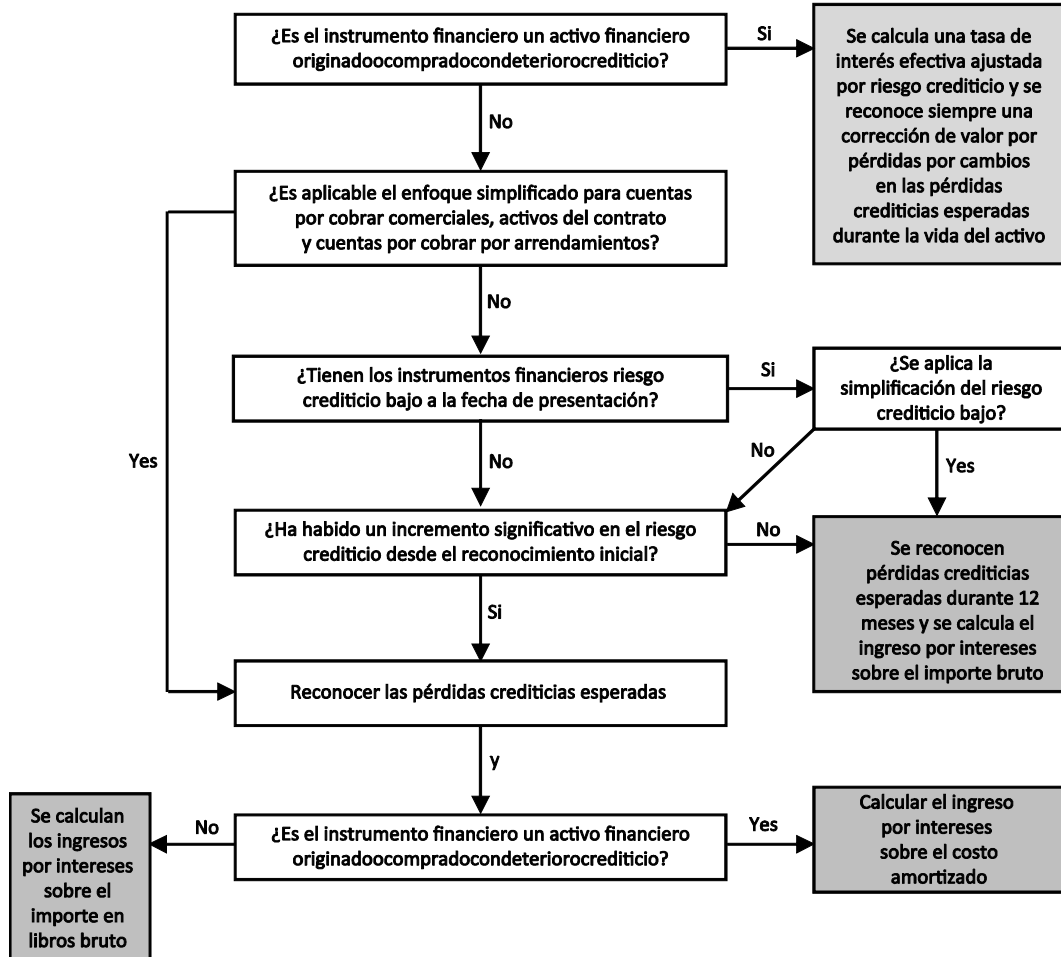 ¿Es el instrumento financiero un activo financiero
originadoocompradocondeteriorocrediticio?
Si
Se calcula una tasa de
interés efectiva ajustada
por riesgo crediticio y se
reconoce siempre una
corrección de valor por
pérdidas por cambios
en las pérdidas
crediticias esperadas
durante la vida del activo
No
¿Es aplicable el enfoque simplificado para cuentas
por cobrar comerciales, activos del contrato
y cuentas por cobrar por arrendamientos?
No
¿Tienen los instrumentos financieros riesgo
crediticio bajo a la fecha de presentación?
Si
¿Se aplica la
simplificación del riesgo
crediticio bajo?
Yes
No
No
Yes
¿Ha habido un incremento significativo en el riesgo
crediticio desde el reconocimiento inicial?
No
Se reconocen
pérdidas crediticias
esperadas durante 12
meses y se calcula el
ingreso por intereses
sobre el importe bruto
Si
Reconocer las pérdidas crediticias esperadas
y
¿Es el instrumento financiero un activo financiero
originadoocompradocondeteriorocrediticio?
No
Se calculan
los ingresos
por intereses
sobre el
importe en
libros bruto
Yes
Calcular el ingreso
por intereses
sobre el costo
amortizado